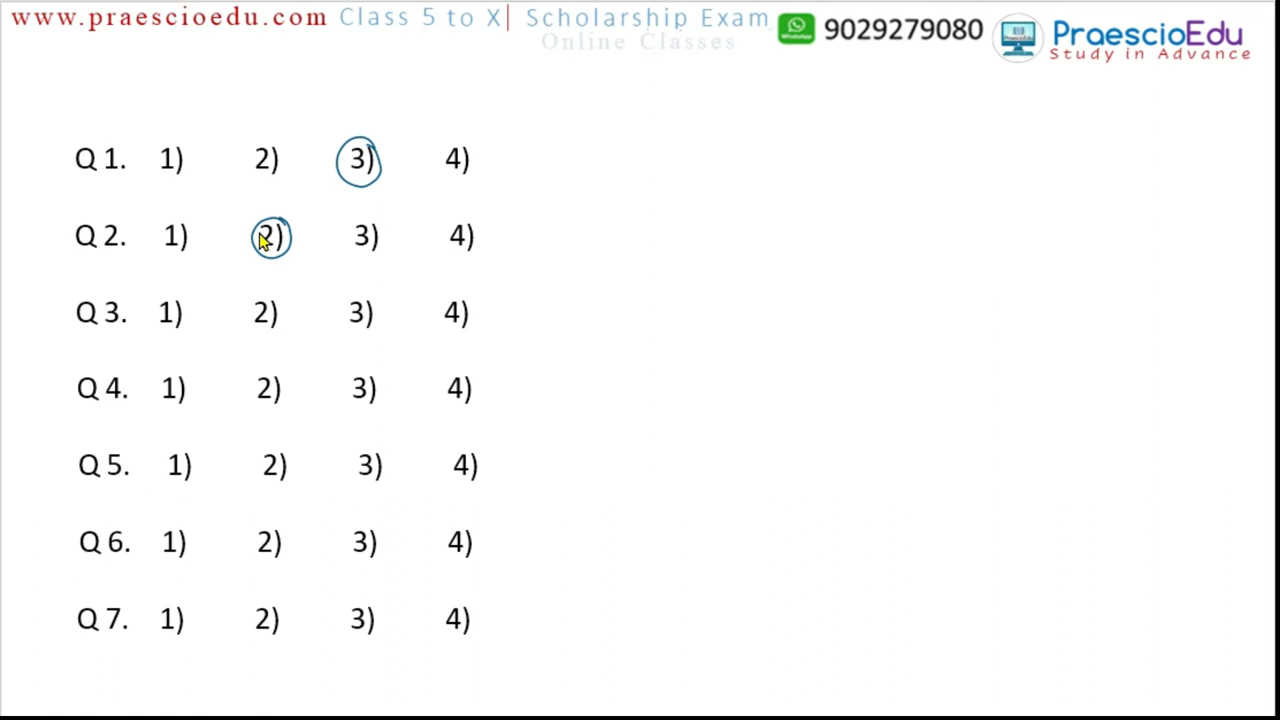 www.praescioedu.com Class 5 to X| Scholarship Exam 9029279080 PraescioEdu
Online Classes Study in Advance
Q 1. 1) 2) 3) 4)
Q 2. 1) 2) 3) 4)
Q 3. 1) 2) 3) 4)
Q 4. 1) 2) 3) 4)
Q 5. 1) 2) 3) 4)
Q 6. 1) 2) 3) 4)
Q 7. 1) 2) 3) 4)